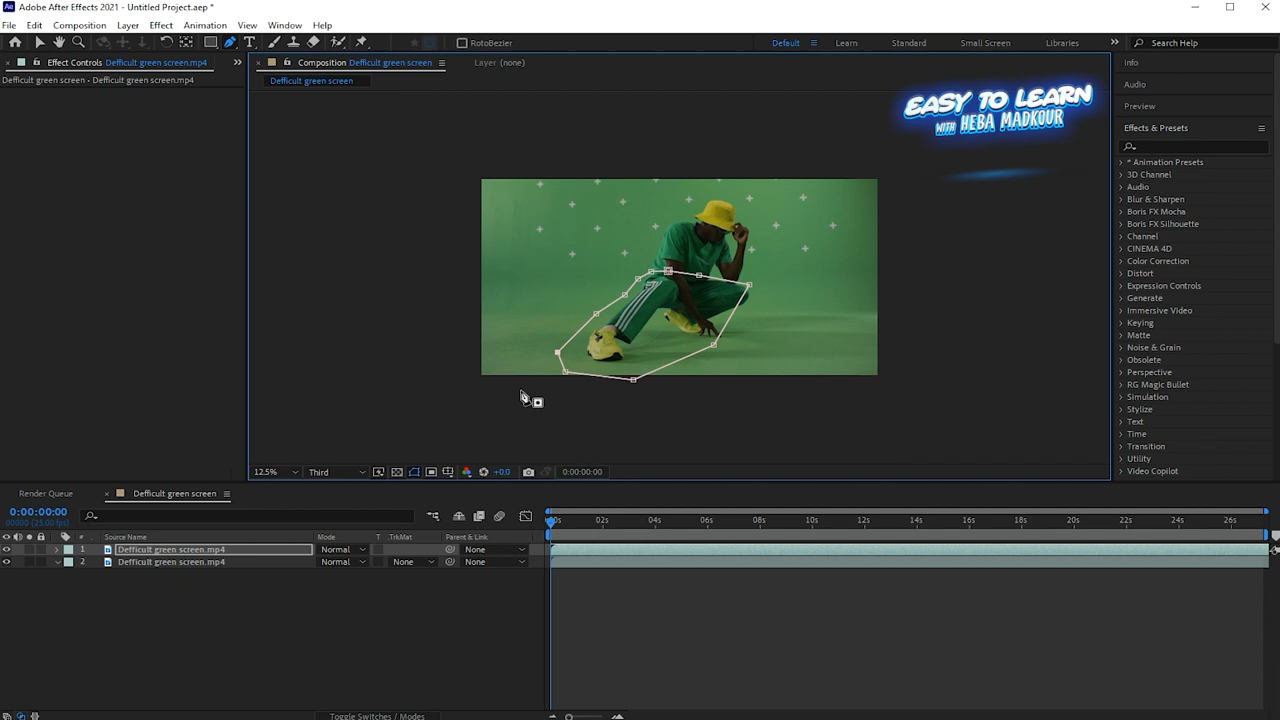 Adobe After Effects 2021 - Untitled Project.aep *
File Edit Composition Layer Effect Animation View Window Help
RotoBezier
Default Learn Standard Small Screen Libraries Search Help
Effect Controls Defficult green screen.mp4
Composition Defficult green screen
Layer (none)
Info
Defficult green screen • Defficult green screen.mp4
Defficult green screen
Audio
EASY TO LEARN
WITH HEBA MADKOUR
Preview
Effects & Presets
* Animation Presets
3D Channel
Audio
Blur & Sharpen
Boris FX Mocha
Boris FX Silhouette
Channel
CINEMA 4D
Color Correction
Distort
Expression Controls
Generate
Immersive Video
Keying
Matte
Noise & Grain
Obsolete
Perspective
RG Magic Bullet
Simulation
Stylize
Text
Time
Transition
Utility
Video Copilot
12.5% Third +0.0 0:00:00:00
Render Queue Defficult green screen
0:00:00:00
00000 (25.00 fps)
00s 02s 04s 06s 08s 10s 12s 14s 16s 18s 20s 22s 24s 26s
# Source Name Mode T .TrkMat Parent & Link
1 Defficult green screen.mp4 Normal None
2 Defficult green screen.mp4 Normal None None
Toggle Switches / Modes